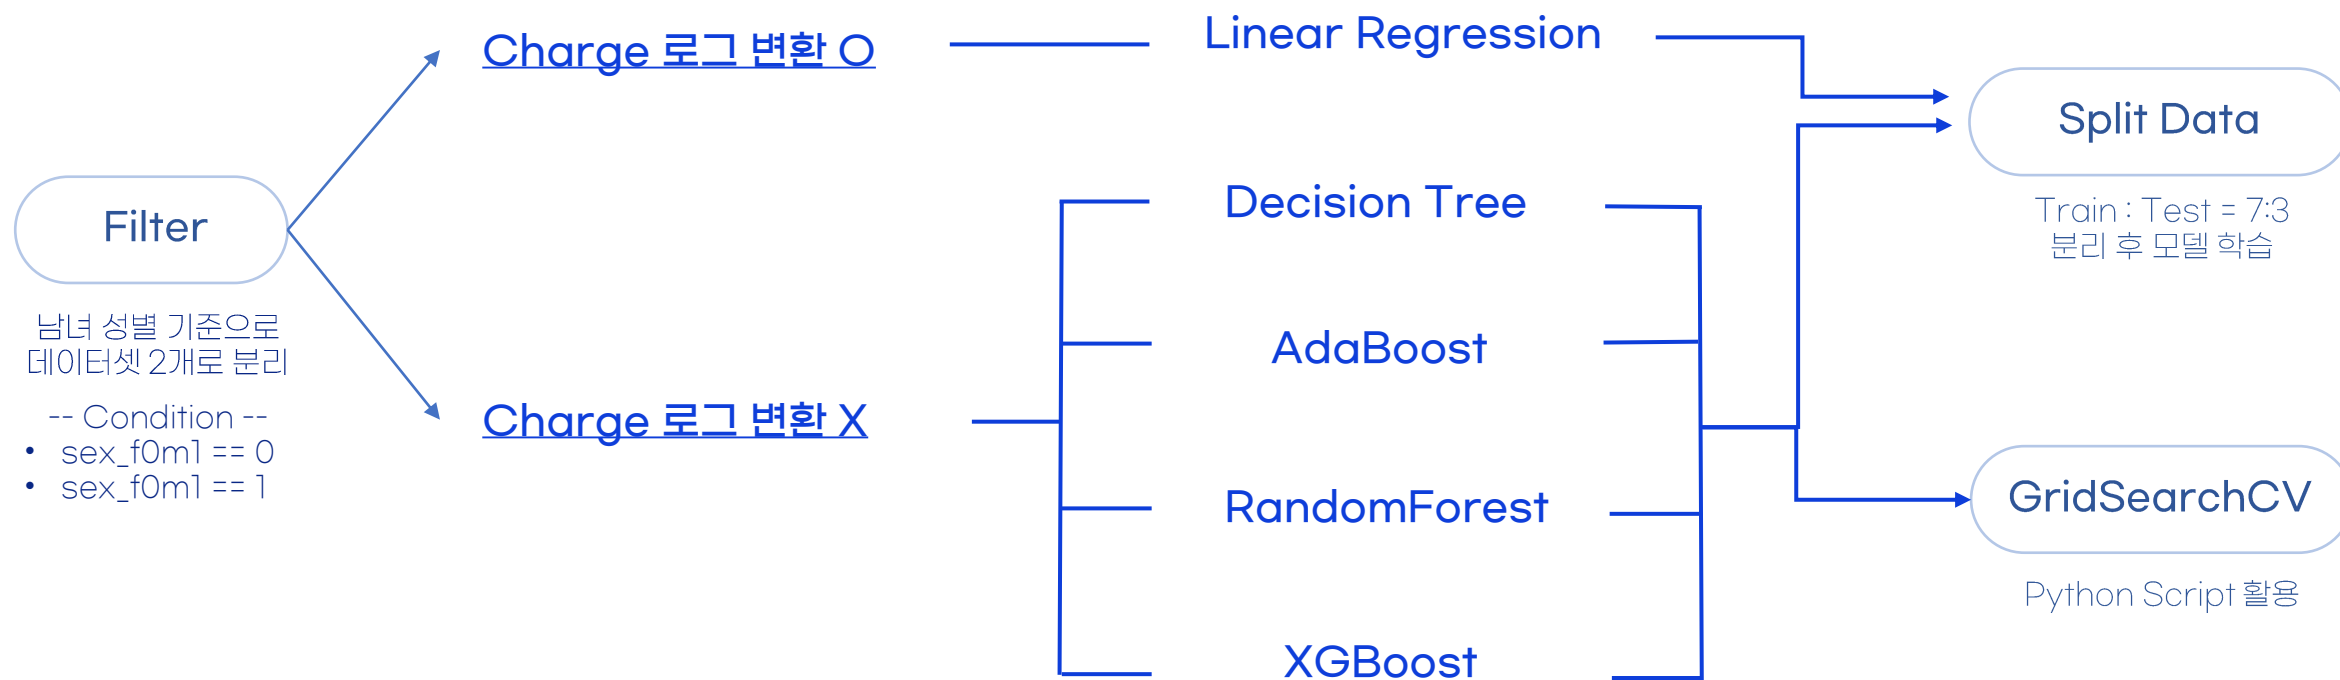 Filter
남녀 성별 기준으로
데이터셋 2개로 분리
-- Condition --
• sex_f0m1 == 0
• sex_f0m1 == 1
Charge 로그 변환 O
Charge 로그 변환 X
Linear Regression
Decision Tree
AdaBoost
RandomForest
XGBoost
Split Data
Train : Test = 7:3
분리 후 모델 학습
GridSearchCV
Python Script 활용